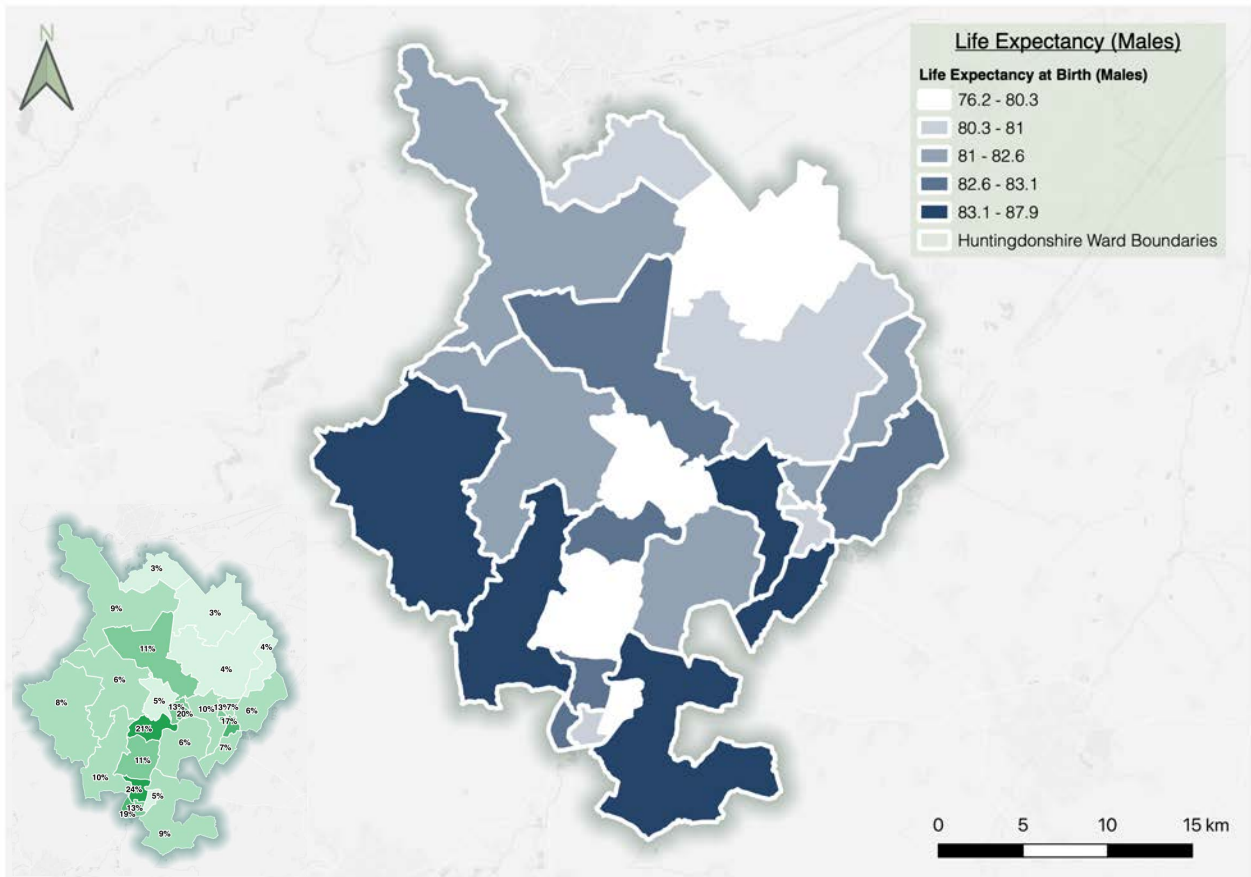 N
Life Expectancy (Males)
Life Expectancy at Birth (Males)
76.2 - 80.3
80.3 - 81
81 - 82.6
82.6 - 83.1
83.1 - 87.9
Huntingdonshire Ward Boundaries
3%
9%
3%
11%
4%
4%
6%
8%
5%
13%
20%
10%
13%
7%
6%
17%
21%
6%
7%
11%
10%
24%
5%
13%
19%
9%
0 5 10 15 km